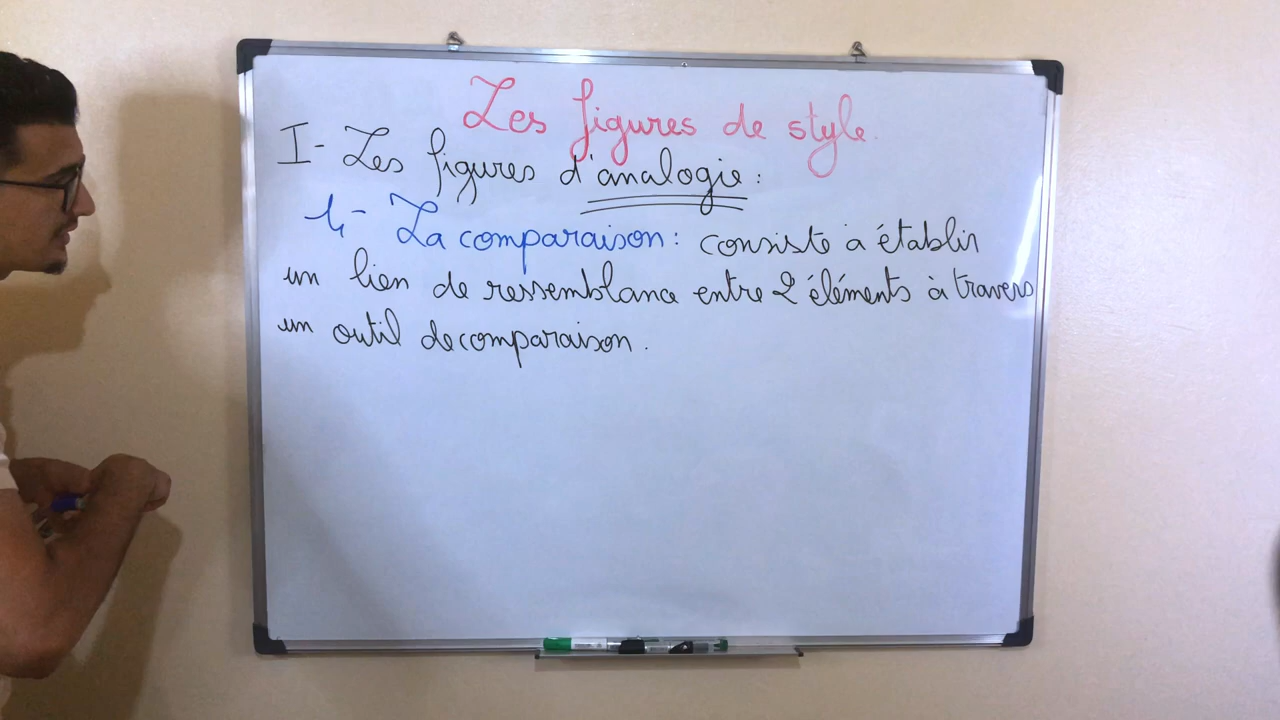 Les figures de style.
I- Les figures d'analogie :
1- La comparaison : consiste à établir
un lien de ressemblance entre 2 éléments à travers
un outil de comparaison.